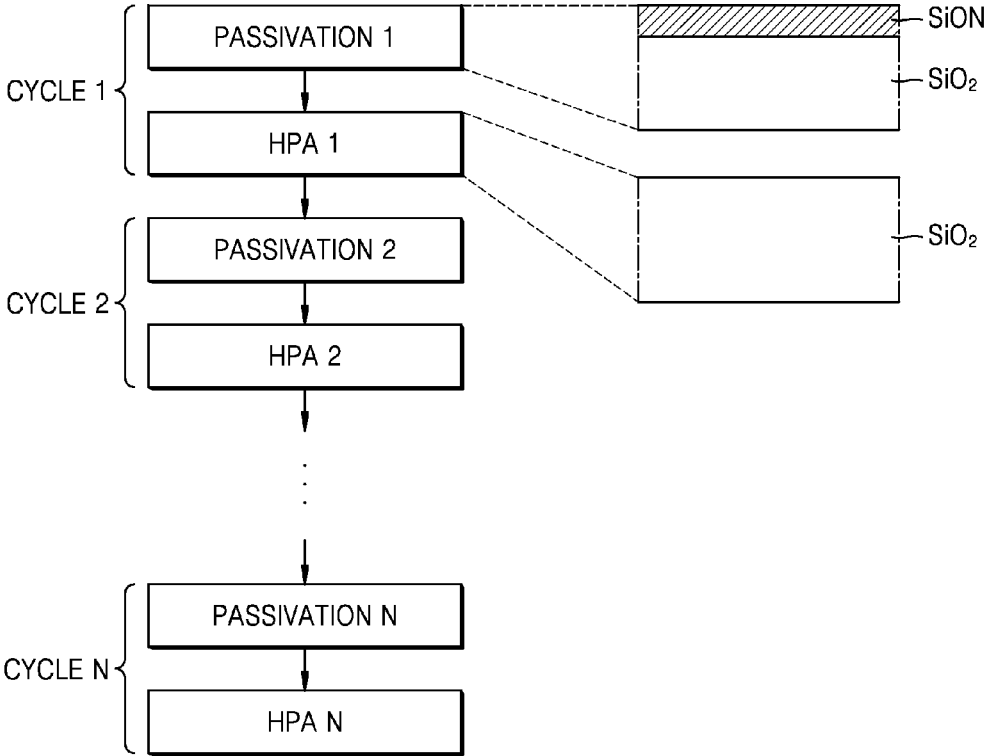 PASSIVATION 1
SiON
CYCLE 1
SiO₂
HPA 1
PASSIVATION 2
SiO₂
CYCLE 2
HPA 2
PASSIVATION N
CYCLE N
HPA N